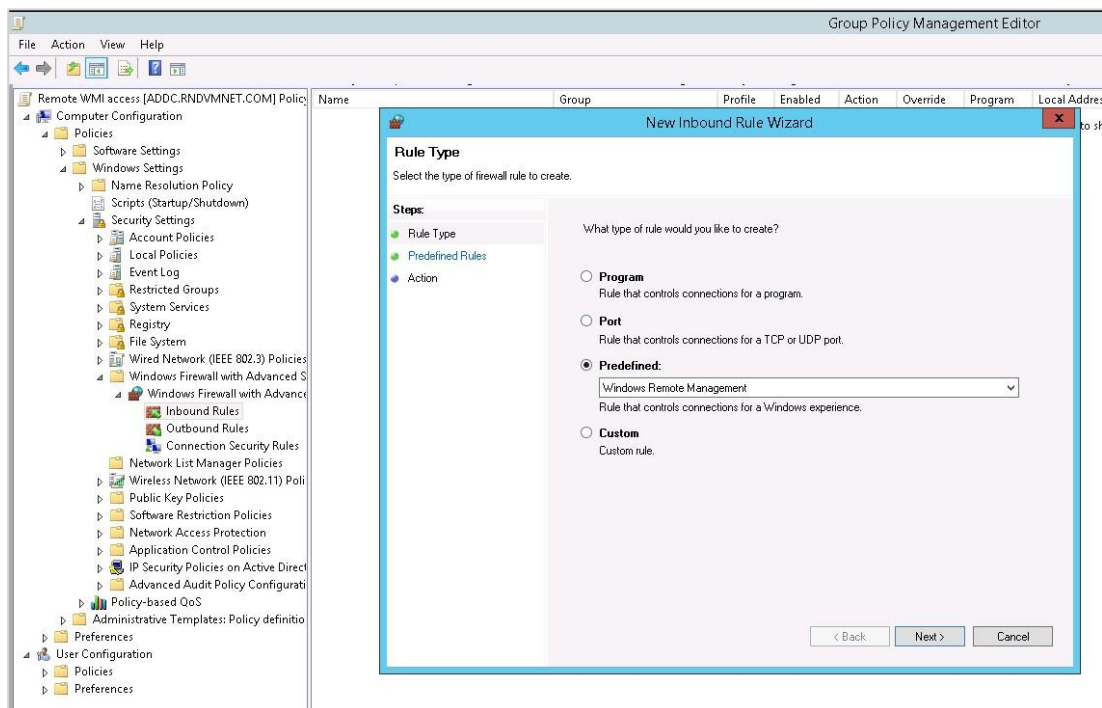 Group Policy Management Editor
File Action View Help
Remote WMI access [ADDC.RNDVMNET.COM] Policy
Computer Configuration
Policies
Software Settings
Windows Settings
Name Resolution Policy
Scripts (Startup/Shutdown)
Security Settings
Account Policies
Local Policies
Event Log
Restricted Groups
System Services
Registry
File System
Wired Network (IEEE 802.3) Policies
Windows Firewall with Advanced S
Windows Firewall with Advance
Inbound Rules
Outbound Rules
Connection Security Rules
Network List Manager Policies
Wireless Network (IEEE 802.11) Poli
Public Key Policies
Software Restriction Policies
Network Access Protection
Application Control Policies
IP Security Policies on Active Direct
Advanced Audit Policy Configurati
Policy-based QoS
Administrative Templates: Policy definitio
Preferences
User Configuration
Policies
Preferences
Name Group Profile Enabled Action Override Program Local Addre
to sh
New Inbound Rule Wizard
x
Rule Type
Select the type of firewall rule to create.
Steps:
Rule Type
Predefined Rules
Action
What type of rule would you like to create?
Program
Rule that controls connections for a program.
Port
Rule that controls connections for a TCP or UDP port.
Predefined:
Windows Remote Management
Rule that controls connections for a Windows experience.
Custom
Custom rule.
< Back Next > Cancel